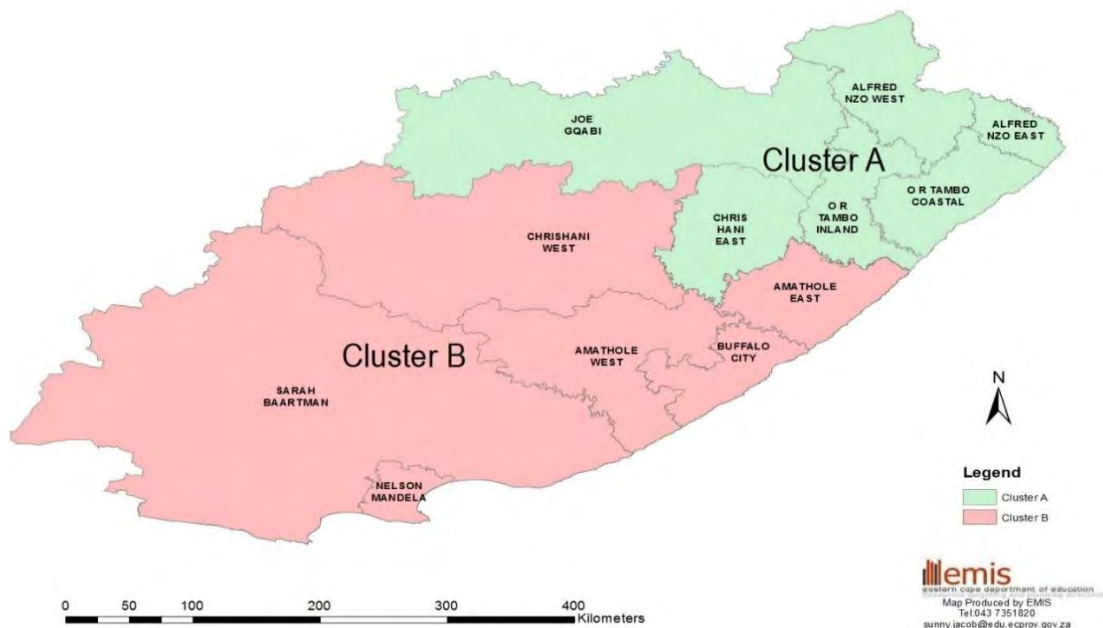 ALFRED
NZO WEST
JOE
GQABI
ALFRED
NZO EAST
Cluster A
O R TAMBO
COASTAL
CHRIS
HANI
EAST
O R
TAMBO
INLAND
CHRISHANI
WEST
AMATHOLE
EAST
Cluster B
AMATHOLE
WEST
BUFFALO
CITY
SARAH
BAARTMAN
NELSON
MANDELA
N
Legend
Cluster A
Cluster B
0 50 100 200 300 400
Kilometers
emis
eastern cape department of education
Map Produced by EMIS
Tel:043 7351820
sunny.jacob@edu.ecprov.gov.za